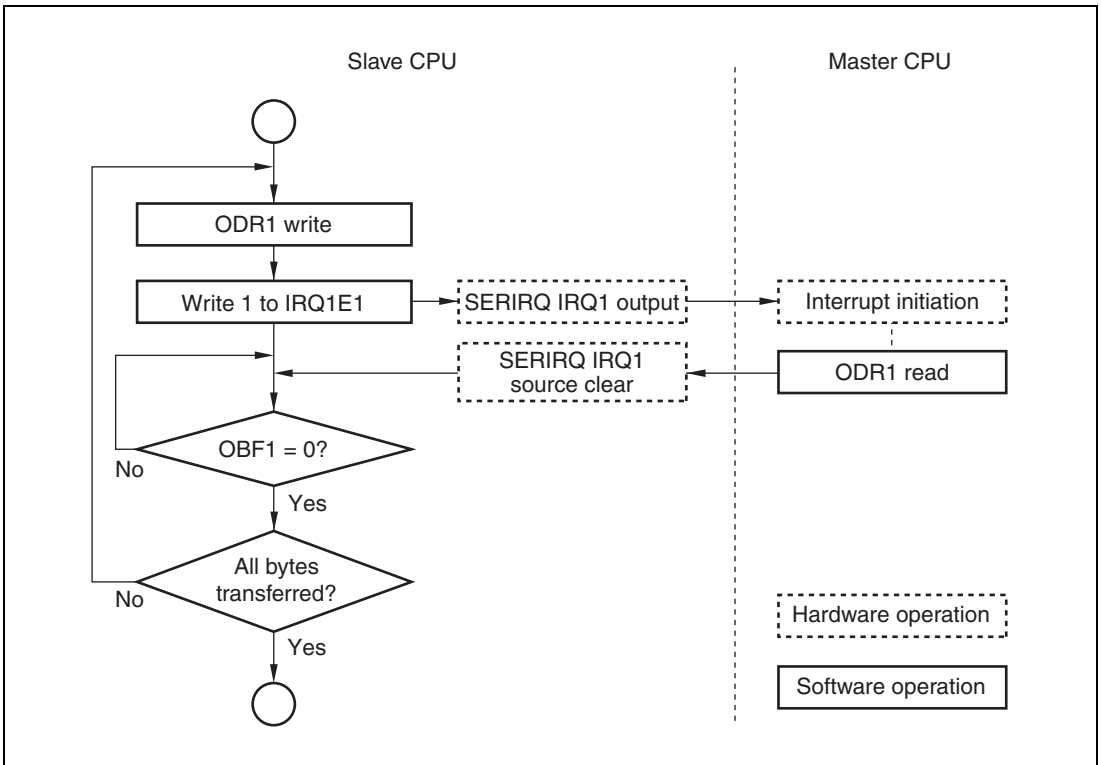 Slave CPU
Master CPU
ODR1 write
Write 1 to IRQ1E1
SERIRQ IRQ1 output
Interrupt initiation
SERIRQ IRQ1
source clear
ODR1 read
OBF1 = 0?
No
Yes
All bytes
transferred?
No
Yes
Hardware operation
Software operation